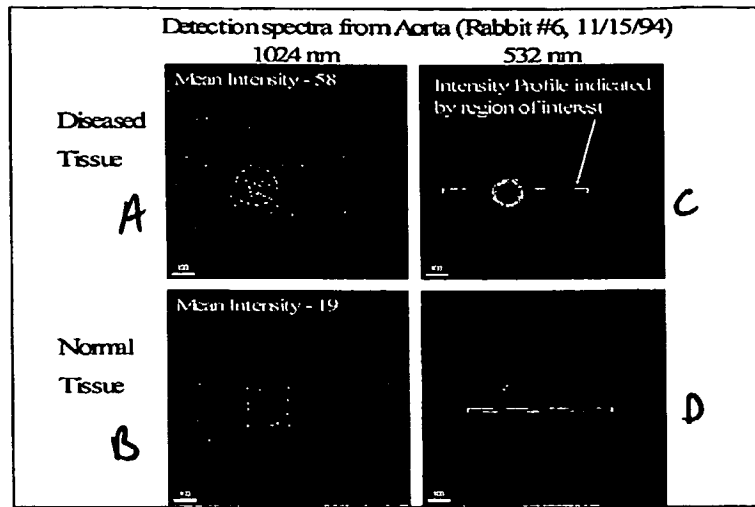 Detection spectra from Aorta (Rabbit #6, 11/15/94)
1024 nm
532 nm
Diseased
Tissue
A
Mean Intensity - 58
Intensity Profile indicated
by region of interest
C
Normal
Tissue
B
Mean Intensity - 19
D